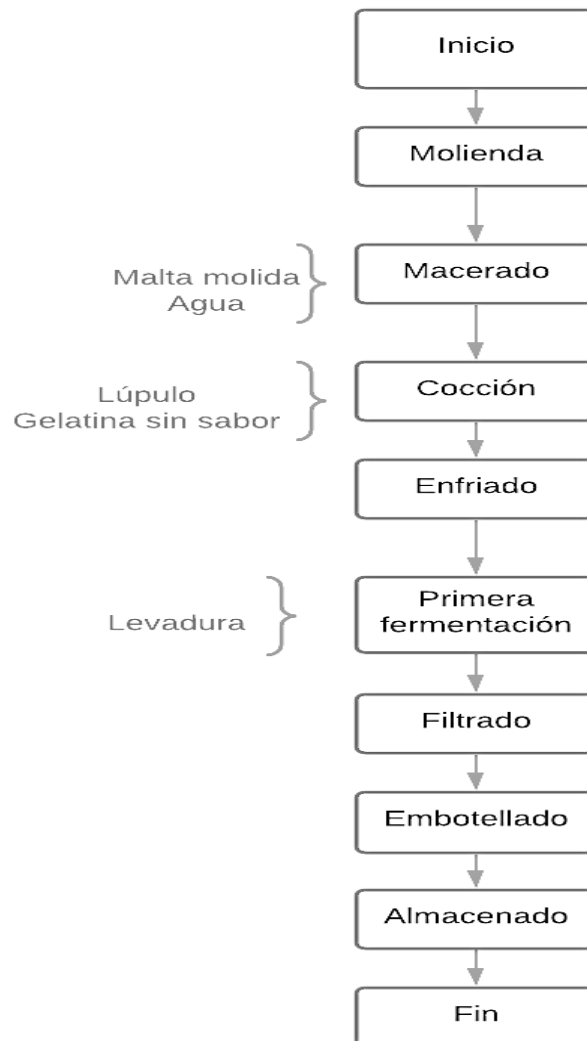 Inicio
Molienda
Malta molida
Agua
Macerado
Lúpulo
Gelatina sin sabor
Cocción
Enfriado
Levadura
Primera
fermentación
Filtrado
Embotellado
Almacenado
Fin